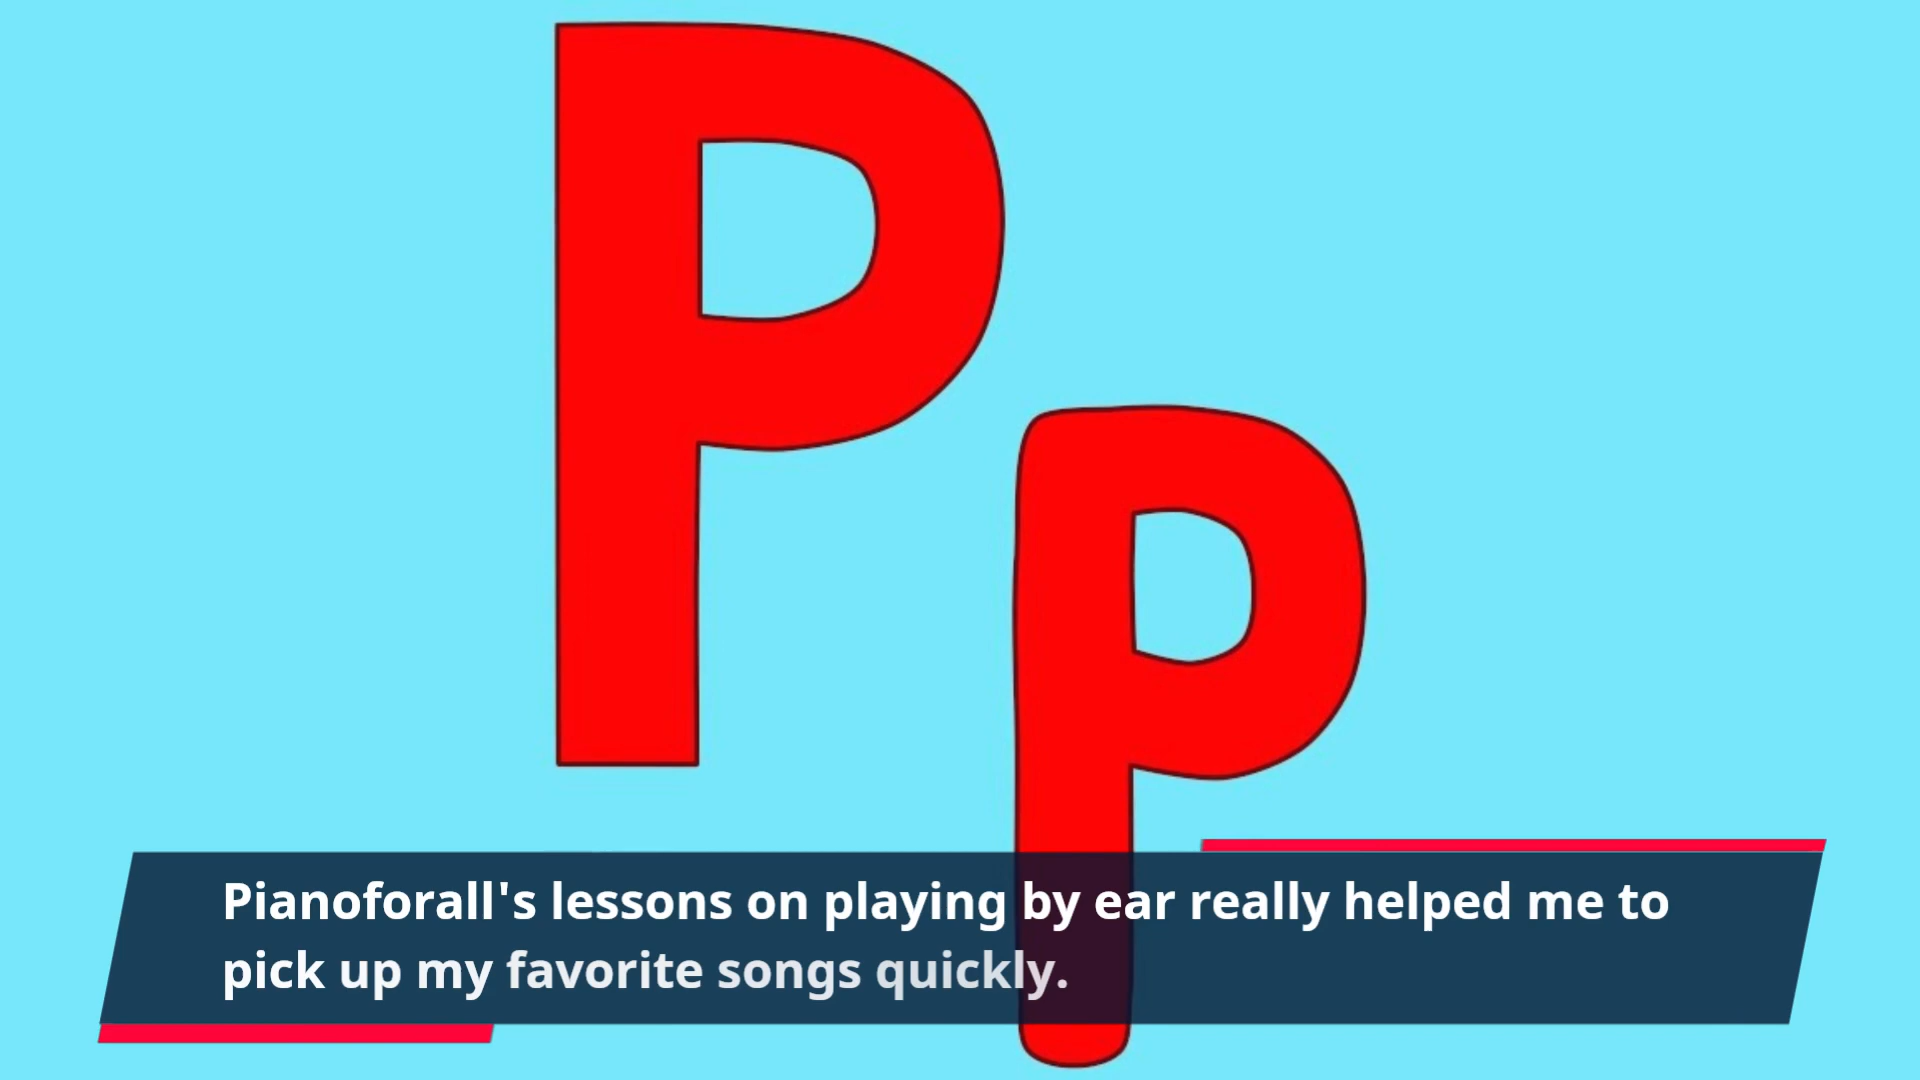 Pp
Pianoforall's lessons on playing by ear really helped me to
pick up my favorite songs quickly.